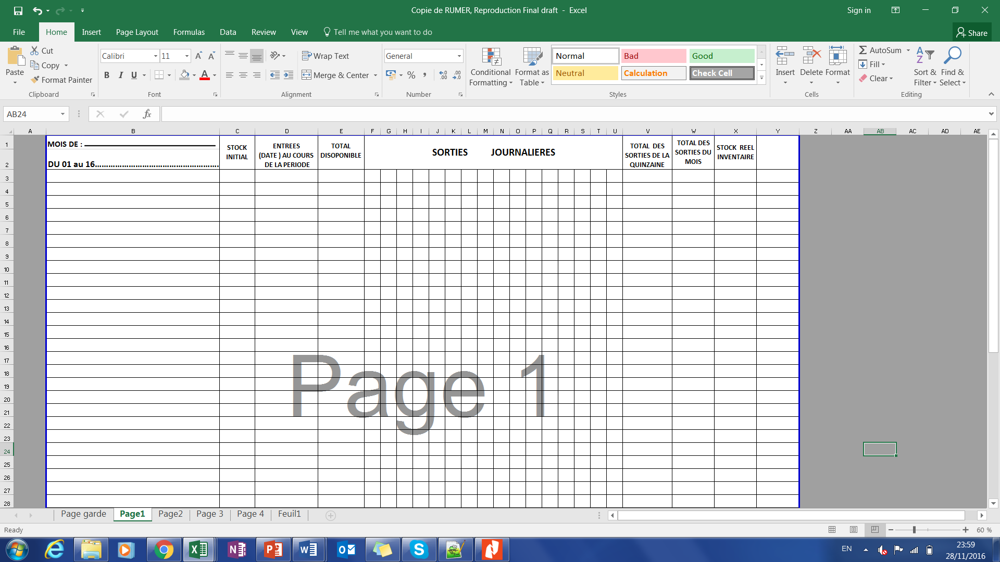 Copie de RUMER, Reproduction Final draft - Excel
Sign in
File Home Insert Page Layout Formulas Data Review View Tell me what you want to do
Share
Paste
Cut
Copy
Format Painter
Clipboard
Calibri 11
B I U
Font
Wrap Text
Merge & Center
Alignment
General
Number
Conditional Formatting
Format as Table
Normal Bad Good
Neutral Calculation Check Cell
Styles
Insert Delete Format
Cells
AutoSum
Fill
Clear
Sort & Filter
Find & Select
Editing
AB24
fx
A B C D E F G H I J K L M N O P Q R S T U V W X Y Z AA AB AC AD AE
1
2
MOIS DE :
DU 01 au 16.......................................................
STOCK INITIAL
ENTREES
(DATE ) AU COURS
DE LA PERIODE
TOTAL
DISOPONIBLE
SORTIES JOURNALIERES
TOTAL DES
SORTIES DE LA
QUINZAINE
TOTAL DES
SORTIES DU
MOIS
STOCK REEL
INVENTAIRE
3
4
5
6
7
8
9
10
11
12
13
14
15
16
17
18
19
20
21
22
23
24
25
26
27
28
Page 1
Page garde Page1 Page2 Page 3 Page 4 Feuil1
Ready
60 %
EN
23:59
28/11/2016